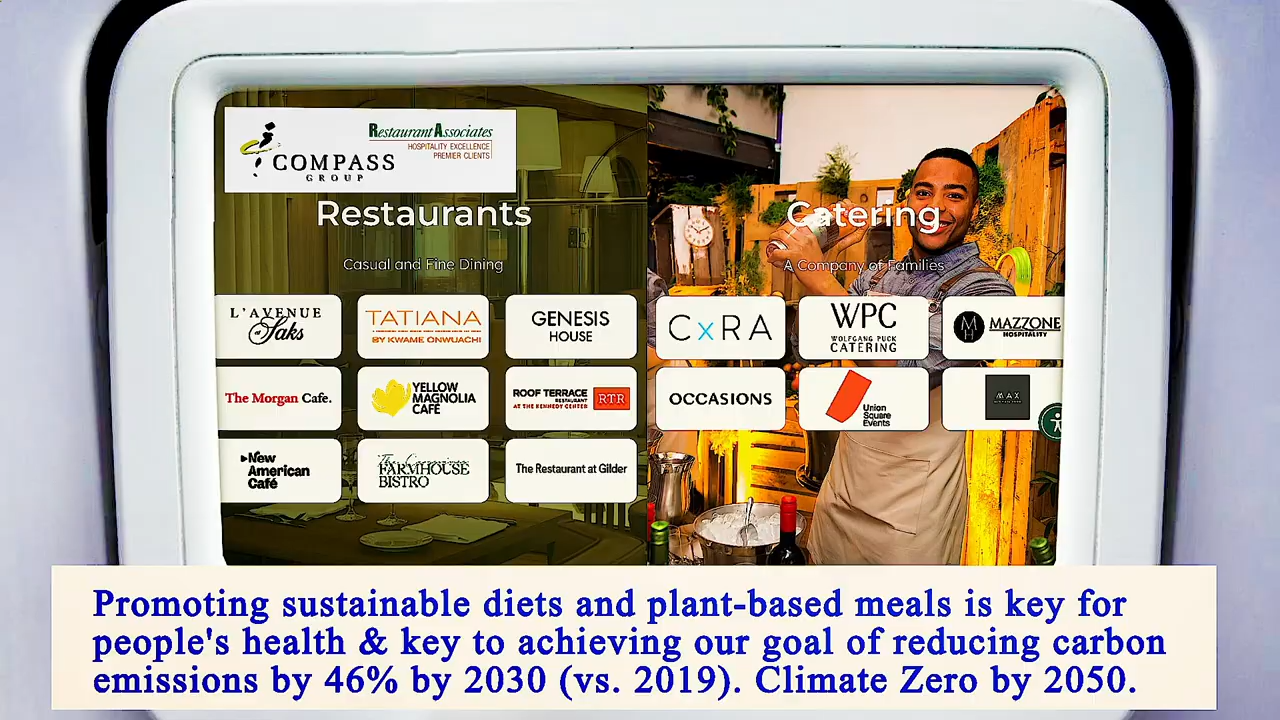 COMPASS
GROUP
Restaurant Associates
HOSPITALITY EXCELLENCE
PREMIER CLIENTS
Restaurants
Casual and Fine Dining
L'AVENUE
Saks
TATIANA
BY KWAME ONWUACHI
GENESIS
HOUSE
The Morgan Cafe.
YELLOW
MAGNOLIA
CAFÉ
ROOF TERRACE
RESTAURANT
AT THE KENNEDY CENTER
RTR
New
American
Café
FARMHOUSE
BISTRO
The Restaurant at Gilder
Catering
A Company of Families
CxRA
WPC
WOLFGANG PUCK
CATERING
MH
MAZZONE
HOSPITALITY
OCCASIONS
Union
Square
Events
MAX
Promoting sustainable diets and plant-based meals is key for
people's health & key to achieving our goal of reducing carbon
emissions by 46% by 2030 (vs. 2019). Climate Zero by 2050.